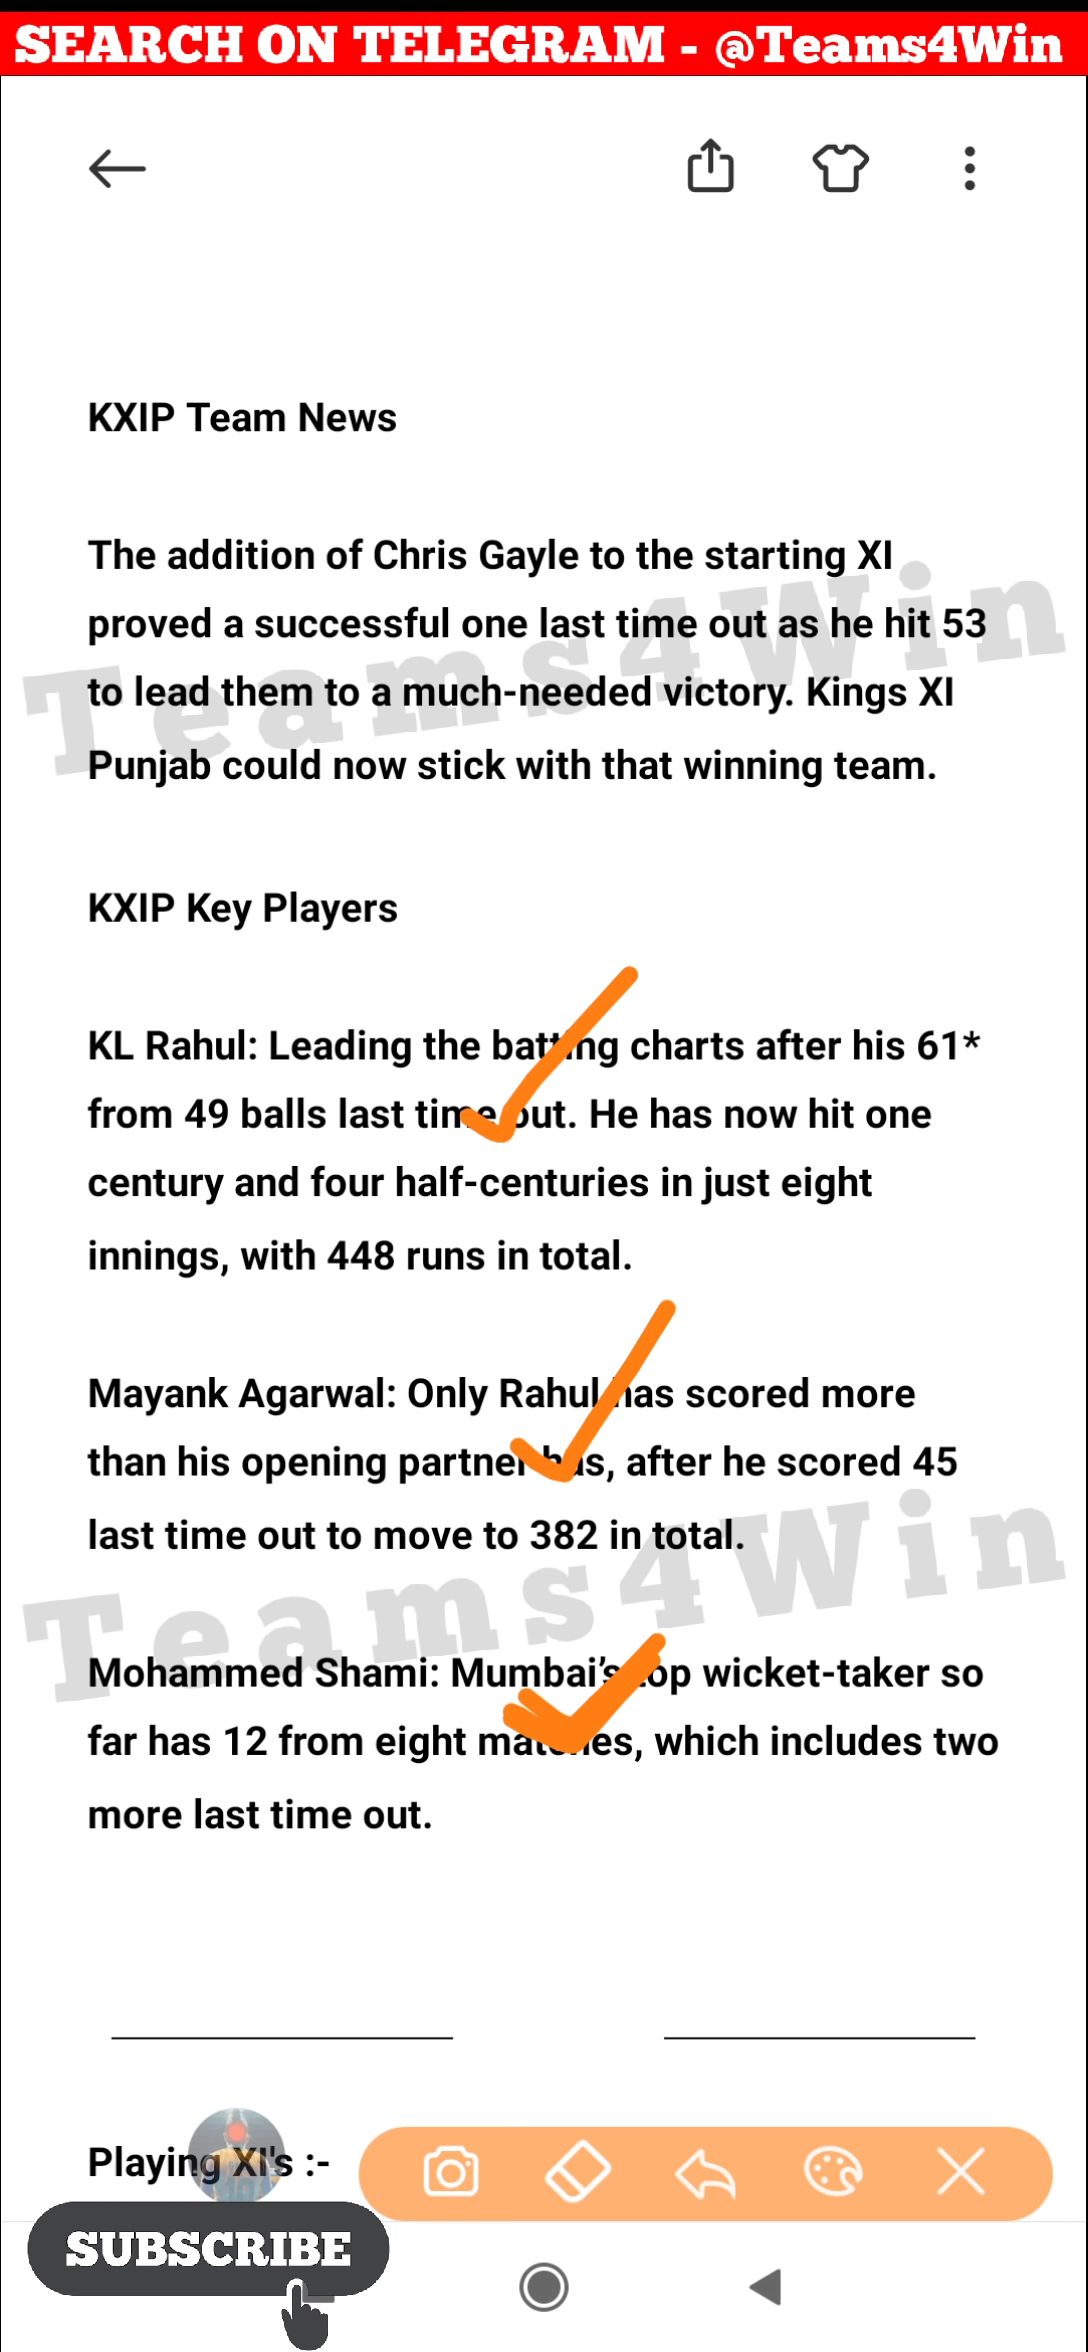 SEARCH ON TELEGRAM - @Teams4Win
KXIP Team News
The addition of Chris Gayle to the starting XI
proved a successful one last time out as he hit 53
to lead them to a much-needed victory. Kings XI
Punjab could now stick with that winning team.
Teams4Win
KXIP Key Players
KL Rahul: Leading the batting charts after his 61*
from 49 balls last time out. He has now hit one
century and four half-centuries in just eight
innings, with 448 runs in total.
Mayank Agarwal: Only Rahul has scored more
than his opening partner has, after he scored 45
last time out to move to 382 in total.
Teams4Win
Mohammed Shami: Mumbai's top wicket-taker so
far has 12 from eight matches, which includes two
more last time out.
Playing XI's :-
SUBSCRIBE